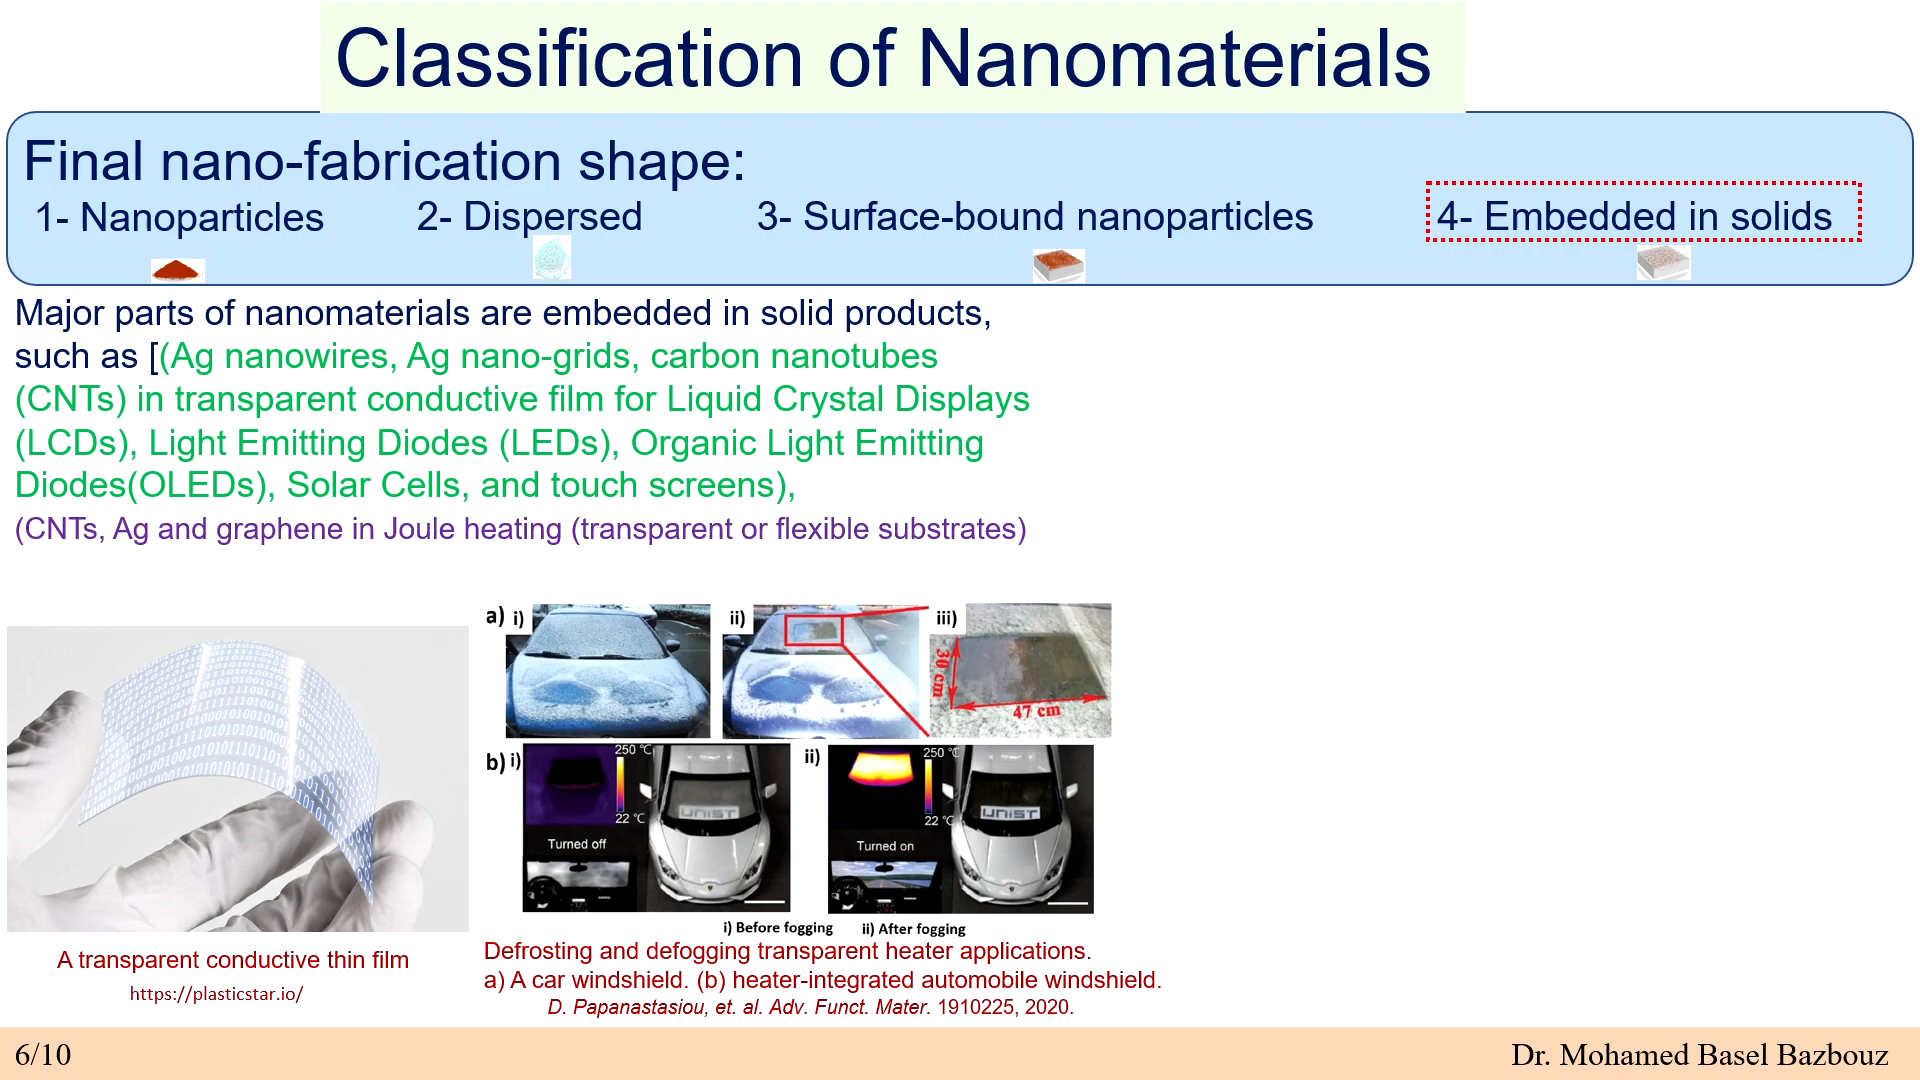 Classification of Nanomaterials
Final nano-fabrication shape:
1- Nanoparticles 2- Dispersed 3- Surface-bound nanoparticles 4- Embedded in solids
Major parts of nanomaterials are embedded in solid products,
such as [(Ag nanowires, Ag nano-grids, carbon nanotubes
(CNTs) in transparent conductive film for Liquid Crystal Displays
(LCDs), Light Emitting Diodes (LEDs), Organic Light Emitting
Diodes(OLEDs), Solar Cells, and touch screens),
(CNTs, Ag and graphene in Joule heating (transparent or flexible substrates)
a) i) ii) iii)
30 cm
47 cm
b) i) 250 °C ii) 250 °C
UNIST UNIST
22 °C 22 °C
Turned off Turned on
i) Before fogging ii) After fogging
A transparent conductive thin film
https://plasticstar.io/
Defrosting and defogging transparent heater applications.
a) A car windshield. (b) heater-integrated automobile windshield.
D. Papanastasiou, et. al. Adv. Funct. Mater. 1910225, 2020.
6/10 Dr. Mohamed Basel Bazbouz